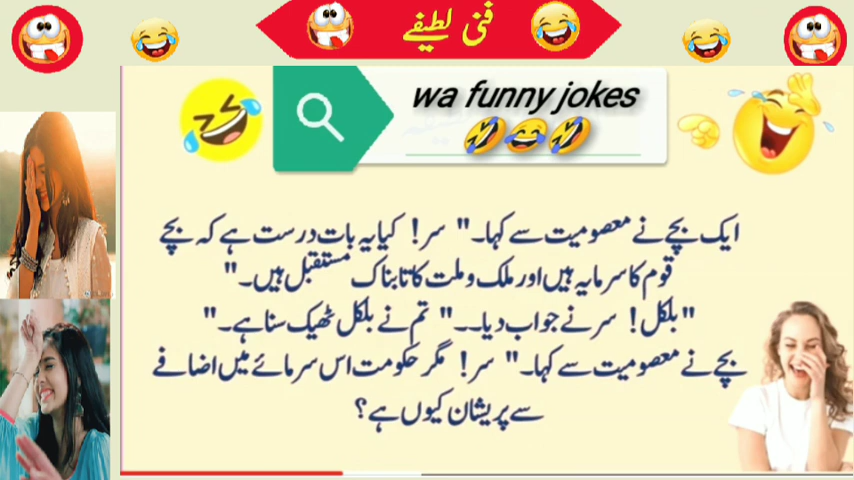 فنی لطیفے
wa funny jokes
ایک بچے نے معصومیت سے کہا۔" سر! کیا یہ بات درست ہے کہ بچے
قوم کا سرمایہ ہیں اور ملک و ملت کا تابناک مستقبل ہیں۔"
"بلکل! سر نے جواب دیا۔۔" تم نے بلکل ٹھیک سنا ہے۔"
بچے نے معصومیت سے کہا۔" سر! مگر حکومت اس سرمائے میں اضافے
سے پریشان کیوں ہے؟